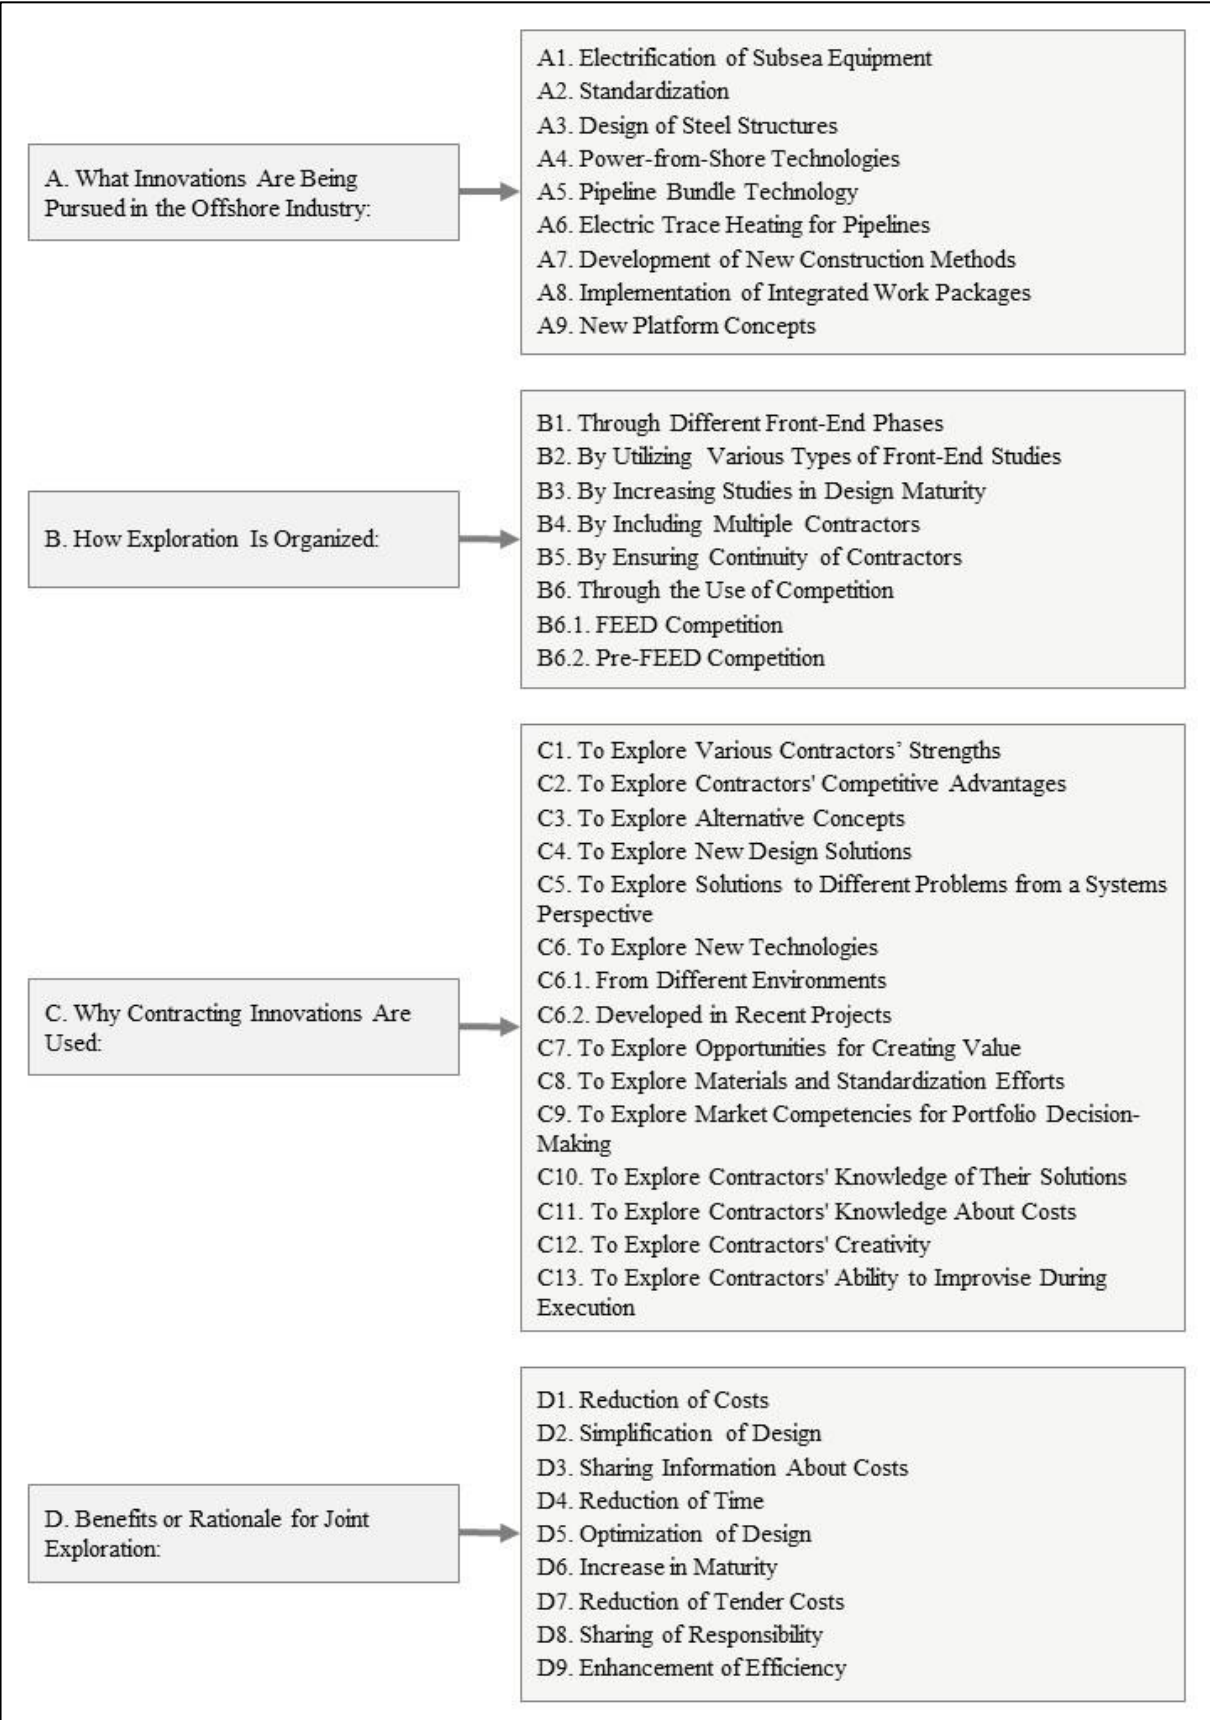 A. What Innovations Are Being
Pursued in the Offshore Industry:
A1. Electrification of Subsea Equipment
A2. Standardization
A3. Design of Steel Structures
A4. Power-from-Shore Technologies
A5. Pipeline Bundle Technology
A6. Electric Trace Heating for Pipelines
A7. Development of New Construction Methods
A8. Implementation of Integrated Work Packages
A9. New Platform Concepts
B. How Exploration Is Organized:
B1. Through Different Front-End Phases
B2. By Utilizing Various Types of Front-End Studies
B3. By Increasing Studies in Design Maturity
B4. By Including Multiple Contractors
B5. By Ensuring Continuity of Contractors
B6. Through the Use of Competition
B6.1. FEED Competition
B6.2. Pre-FEED Competition
C. Why Contracting Innovations Are
Used:
C1. To Explore Various Contractors’ Strengths
C2. To Explore Contractors' Competitive Advantages
C3. To Explore Alternative Concepts
C4. To Explore New Design Solutions
C5. To Explore Solutions to Different Problems from a Systems
Perspective
C6. To Explore New Technologies
C6.1. From Different Environments
C6.2. Developed in Recent Projects
C7. To Explore Opportunities for Creating Value
C8. To Explore Materials and Standardization Efforts
C9. To Explore Market Competencies for Portfolio Decision-
Making
C10. To Explore Contractors' Knowledge of Their Solutions
C11. To Explore Contractors' Knowledge About Costs
C12. To Explore Contractors' Creativity
C13. To Explore Contractors' Ability to Improvise During
Execution
D. Benefits or Rationale for Joint
Exploration:
D1. Reduction of Costs
D2. Simplification of Design
D3. Sharing Information About Costs
D4. Reduction of Time
D5. Optimization of Design
D6. Increase in Maturity
D7. Reduction of Tender Costs
D8. Sharing of Responsibility
D9. Enhancement of Efficiency